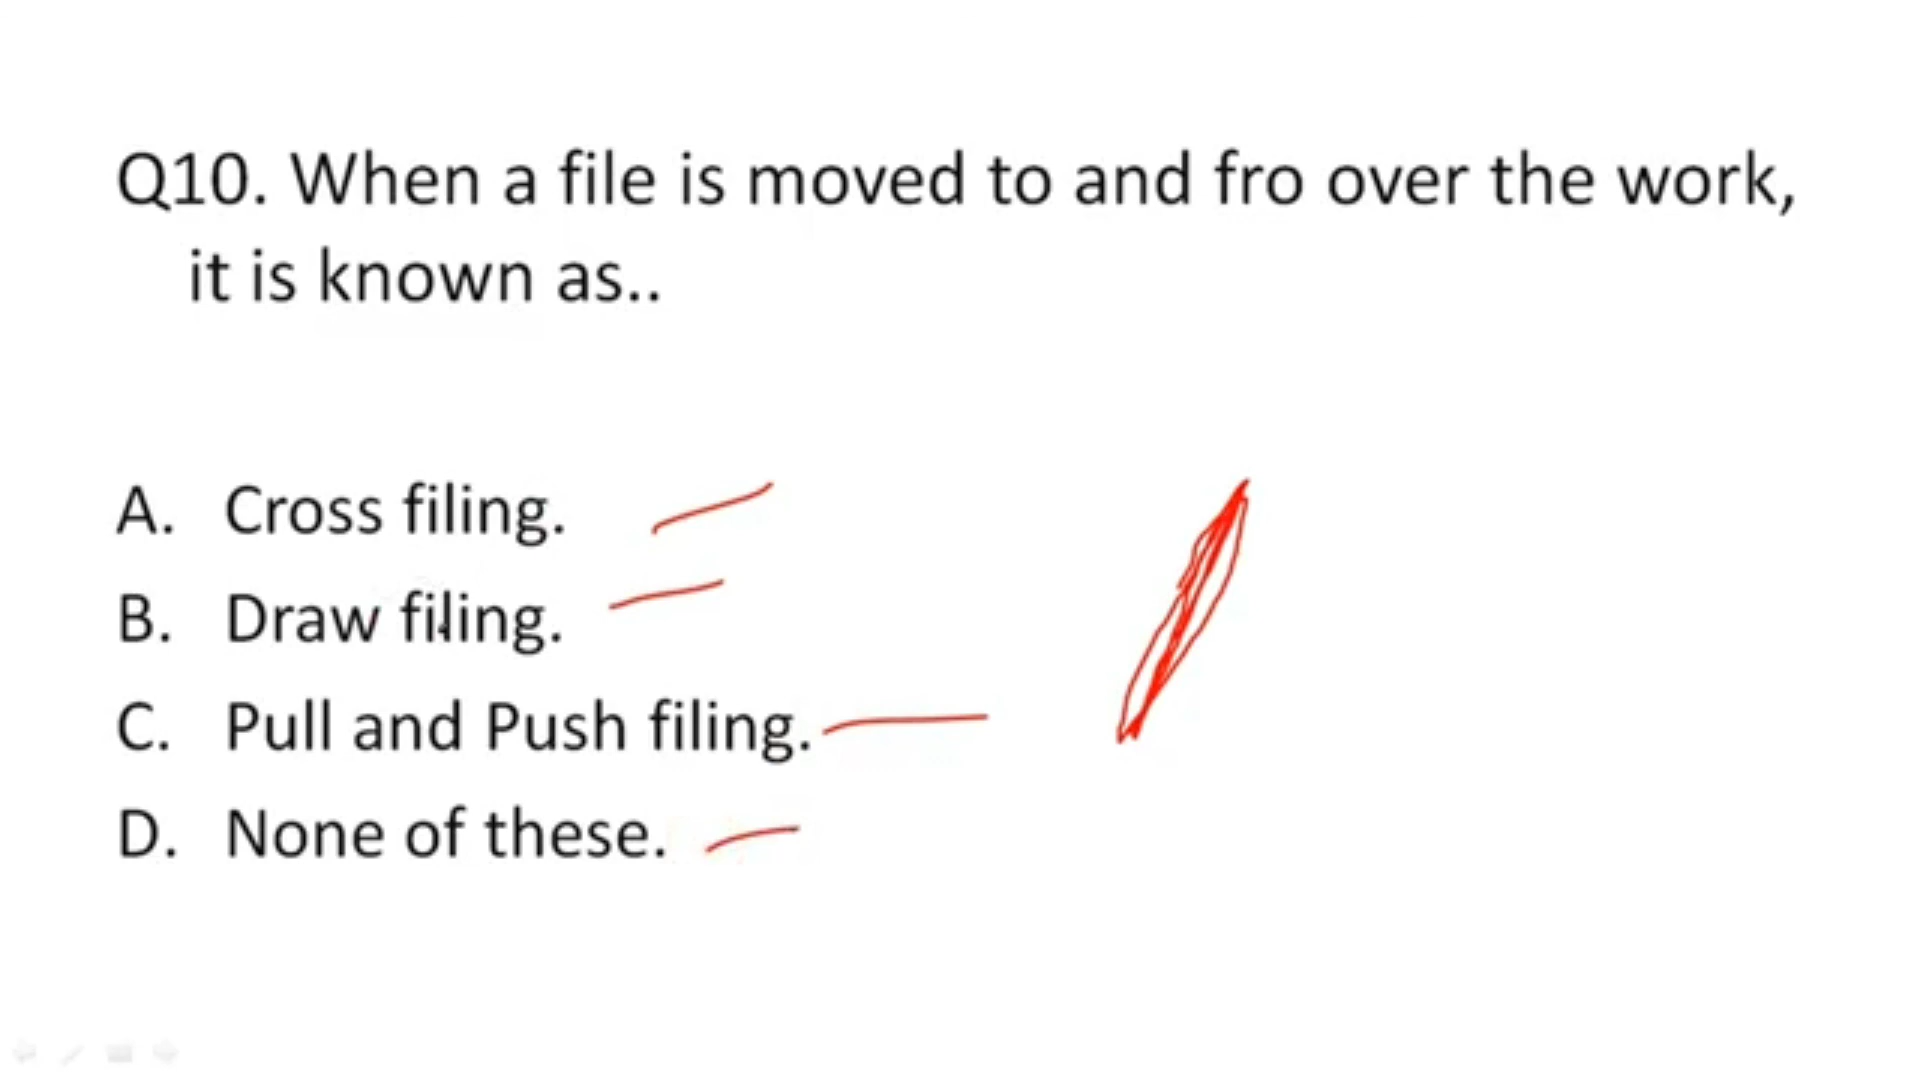 Q10. When a file is moved to and fro over the work,
it is known as..
A. Cross filing.
B. Draw filing.
C. Pull and Push filing.
D. None of these.